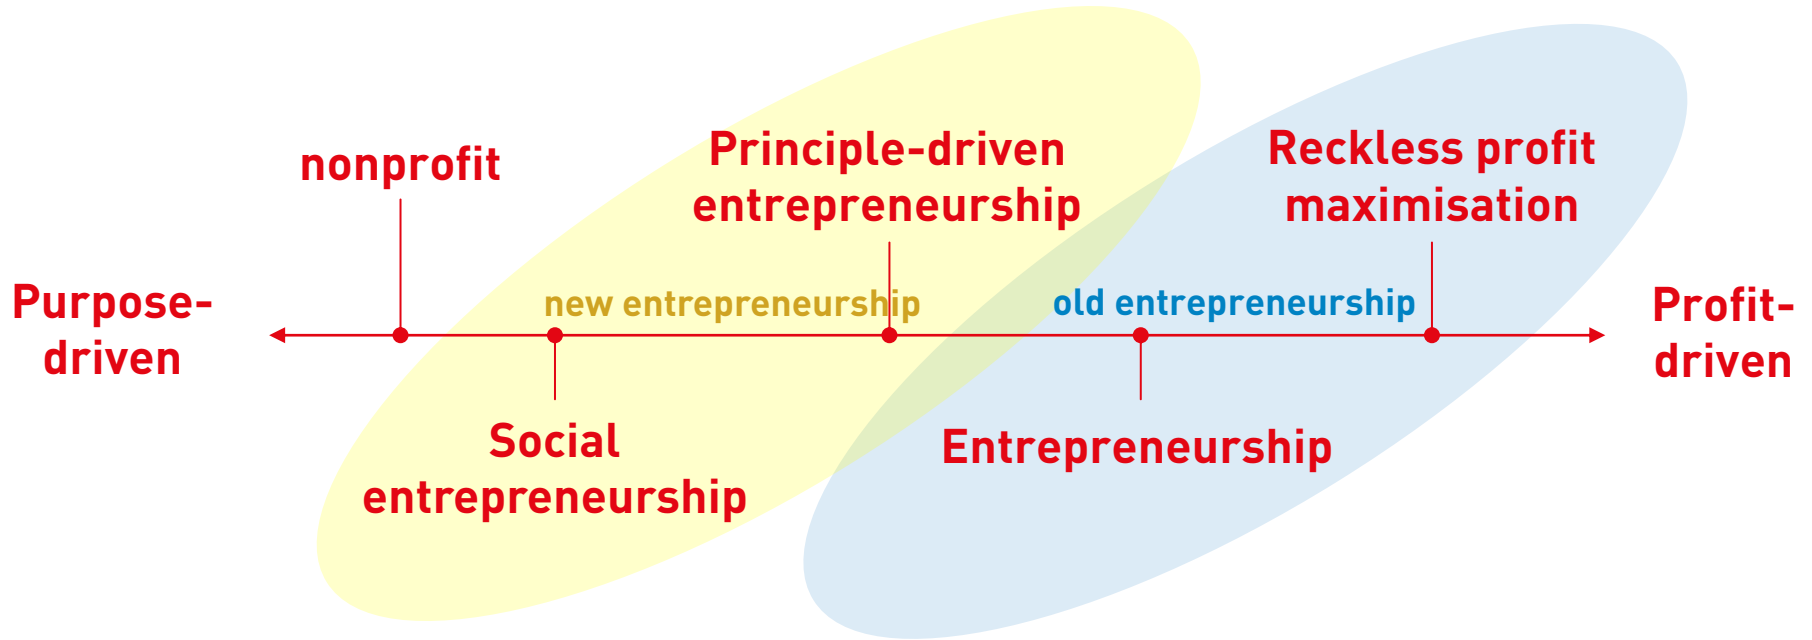 nonprofit
Principle-driven
entrepreneurship
Reckless profit
maximisation
Purpose-
driven
new entrepreneurship
old entrepreneurship
Profit-
driven
Social
entrepreneurship
Entrepreneurship